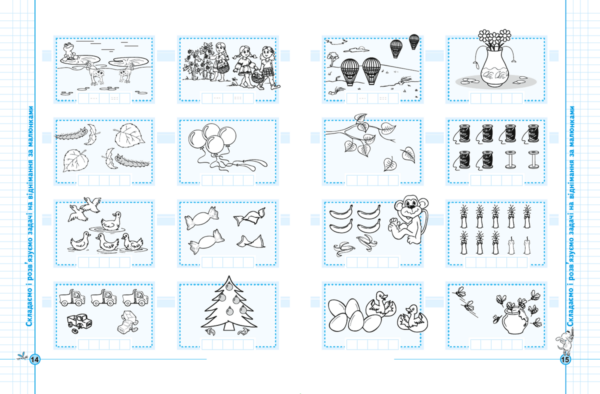 Складаємо і розв'язуємо задачі на віднімання за малюнками
14
Складаємо і розв'язуємо задачі на віднімання за малюнками
15